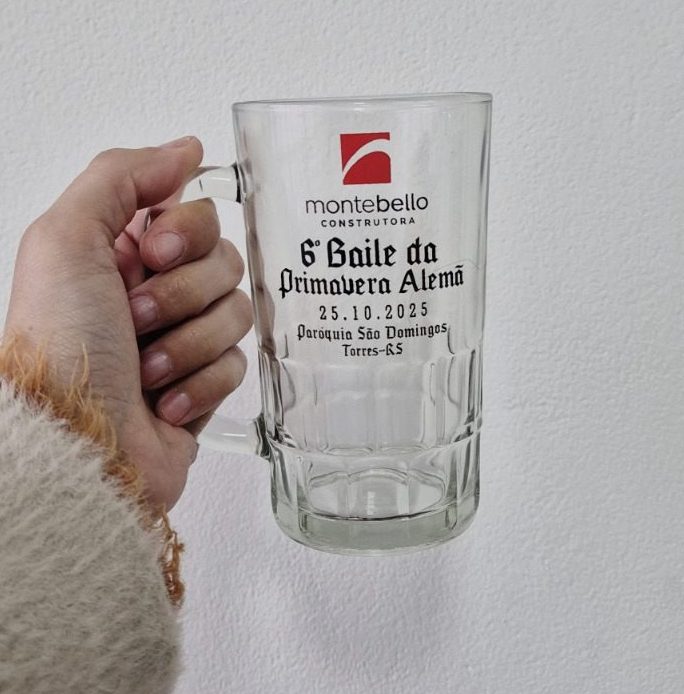 montebello
CONSTRUTORA
6º Baile da
Primavera Alemã
25.10.2025
Paróquia São Domingos
Torres-RS